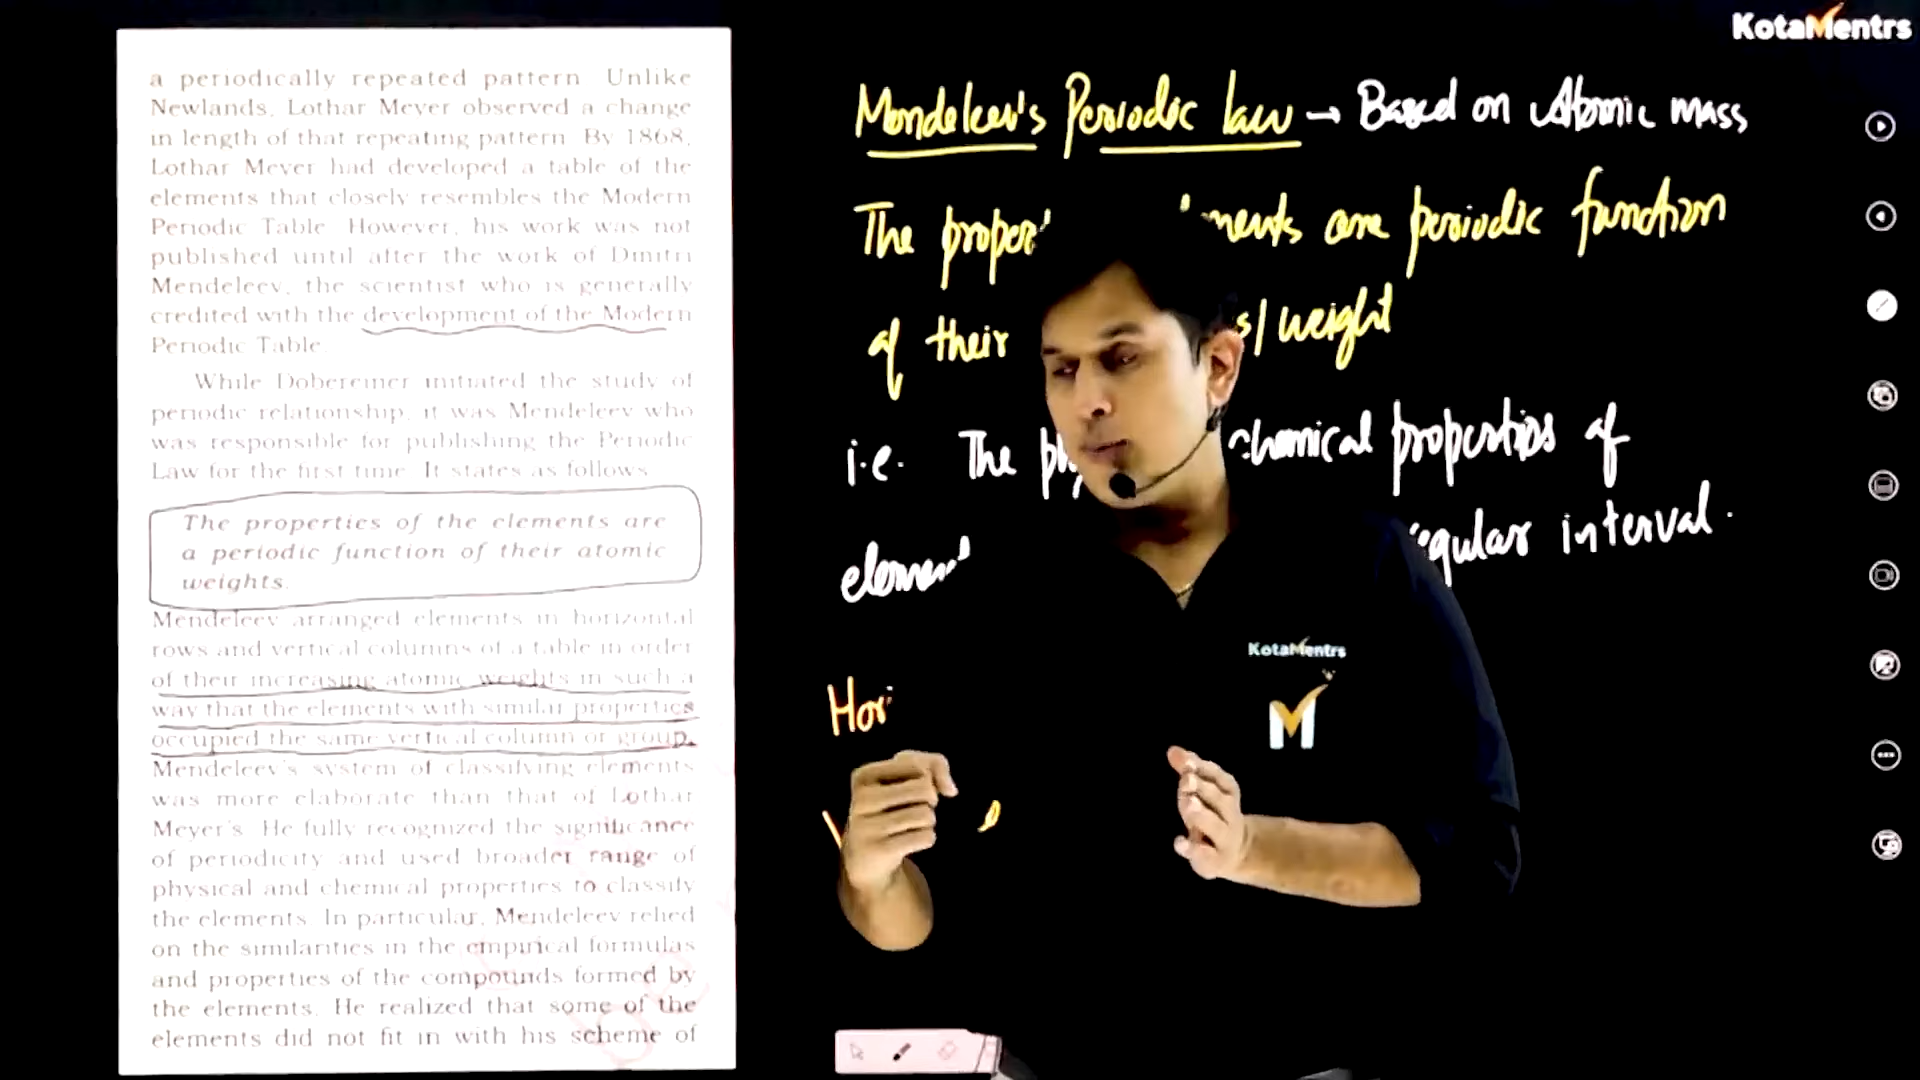 a periodically repeated pattern. Unlike
Newlands, Lothar Meyer observed a change
in length of that repeating pattern. By 1868,
Lothar Meyer had developed a table of the
elements that closely resembles the Modern
Periodic Table. However, his work was not
published until after the work of Dmitri
Mendeleev, the scientist who is generally
credited with the development of the Modern
Periodic Table.
While Dobereiner initiated the study of
periodic relationship, it was Mendeleev who
was responsible for publishing the Periodic
Law for the first time. It states as follows
The properties of the elements are
a periodic function of their atomic
weights.
Mendeleev arranged elements in horizontal
rows and vertical columns of a table in order
of their increasing atomic weights in such a
way that the elements with similar properties
occupied the same vertical column or group.
Mendeleev's system of classifying elements
was more elaborate than that of Lothar
Meyer's. He fully recognized the significance
of periodicity and used broader range of
physical and chemical properties to classify
the elements. In particular, Mendeleev relied
on the similarities in the empirical formulas
and properties of the compounds formed by
the elements. He realized that some of the
elements did not fit in with his scheme of
KotaMentrs
Mendeleev's Periodic law → Based on Atomic mass
The proper ments are periodic function
of their s/weight
i.e. The ph chemical properties of
element egular interval.
Hori
KotaMentrs
M